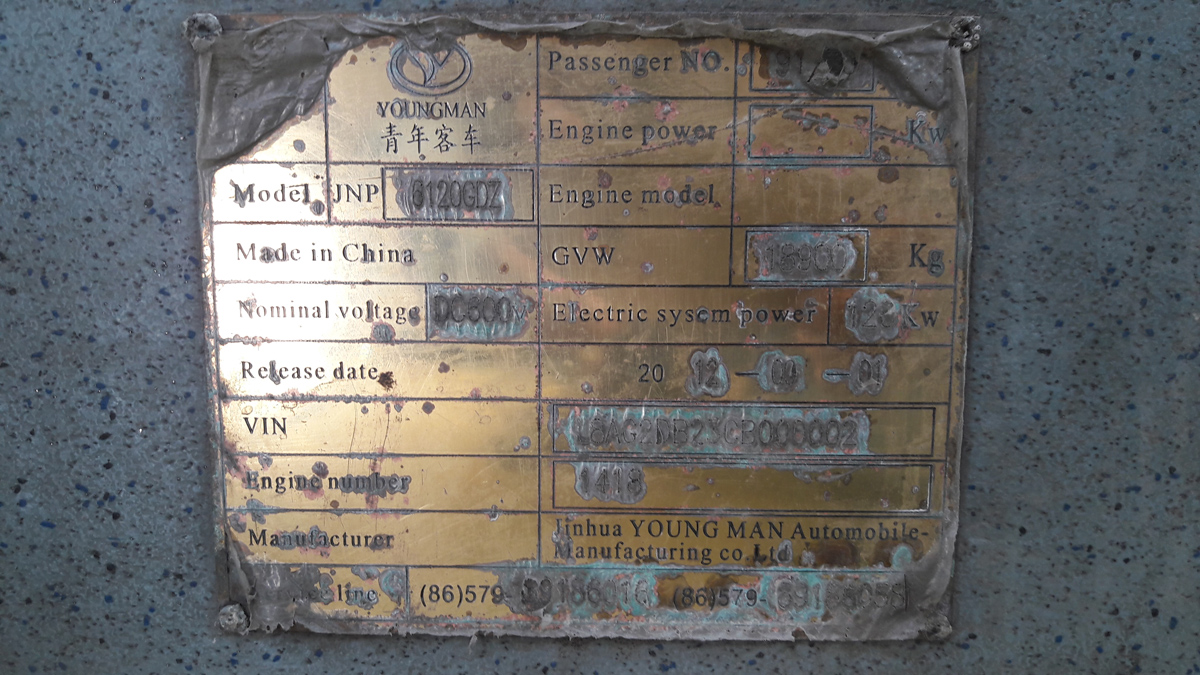 YOUNGMAN
青年客车
Passenger NO.
Engine power Kw
Model JNP 6120GDZ
Engine model
Made in China
GVW Kg
Nominal voltage DC600V
Electric sysem power Kw
Release date 20 12 - - 01
VIN
Engine number 1418
Manufacturer Jinhua YOUNG MAN Automobile-
Manufacturing co Ltd
line (86)579- (86)579-